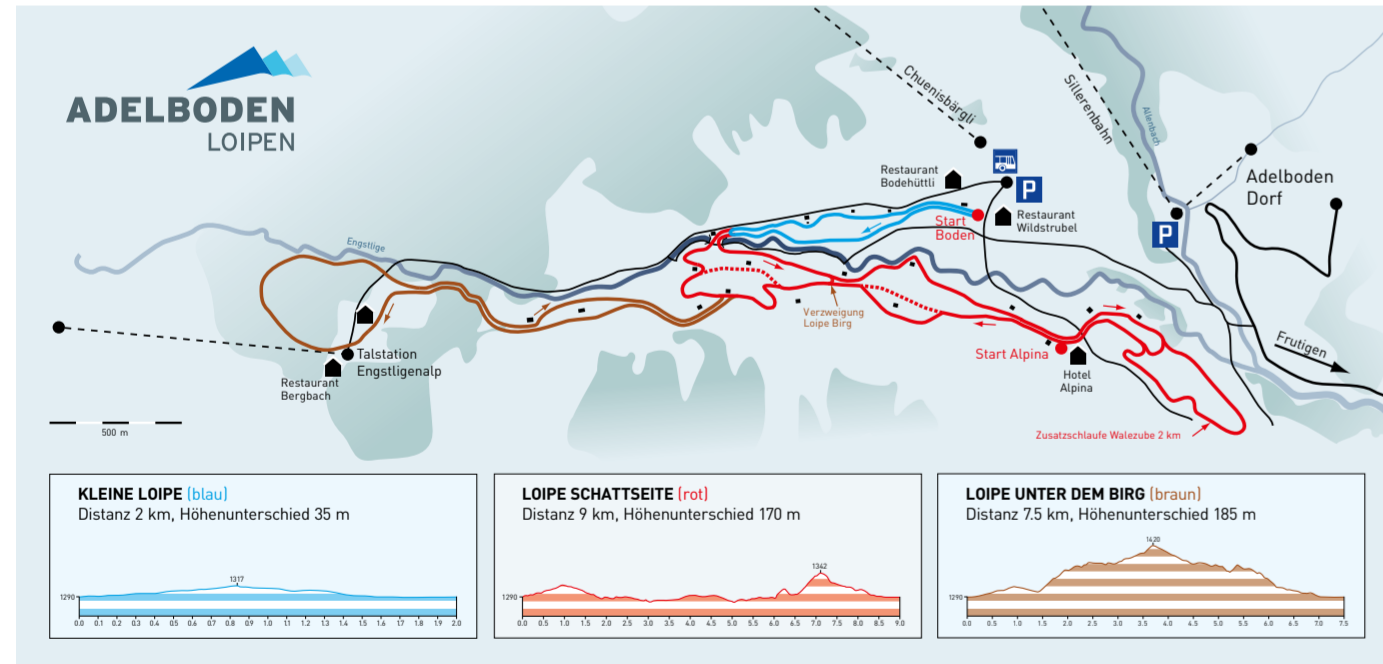 ADELBODEN
LOIPEN
Chuenisbärgli
Sillerenbahn
Allenbach
Adelboden
Dorf
Restaurant
Bodehüttli
P
Restaurant
Wildstrubel
Start
Boden
P
Engstlige
Verzweigung
Loipe Birg
Talstation
Engstligenalp
Restaurant
Bergbach
Start Alpina
Hotel
Alpina
Frutigen
500 m
Zusatzschlaufe Walezube 2 km
KLEINE LOIPE (blau)
Distanz 2 km, Höhenunterschied 35 m
1317
1290
0.0 0.1 0.2 0.3 0.4 0.5 0.6 0.7 0.8 0.9 1.0 1.1 1.2 1.3 1.4 1.5 1.6 1.7 1.8 1.9 2.0
LOIPE SCHATTSEITE (rot)
Distanz 9 km, Höhenunterschied 170 m
1342
1290
0.0 0.5 1.0 1.5 2.0 2.5 3.0 3.5 4.0 4.5 5.0 5.5 6.0 6.5 7.0 7.5 8.0 8.5 9.0
LOIPE UNTER DEM BIRG (braun)
Distanz 7.5 km, Höhenunterschied 185 m
1420
1290
0.0 0.5 1.0 1.5 2.0 2.5 3.0 3.5 4.0 4.5 5.0 5.5 6.0 6.5 7.0 7.5